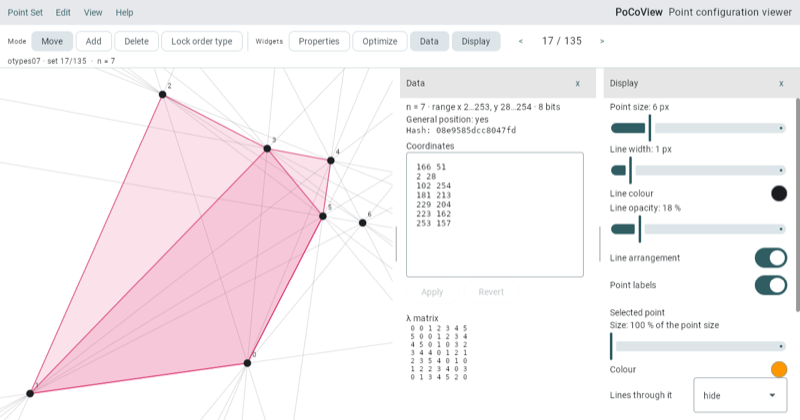 Point Set Edit View Help
PoCoView Point configuration viewer
Mode Move Add Delete Lock order type Widgets Properties Optimize Data Display < 17 / 135 >
otypes07 · set 17/135 · n = 7
2
3
4
5
6
0
1
Data x
n = 7 · range x 2…253, y 28…254 · 8 bits
General position: yes
Hash: 08e9585dcc8047fd
Coordinates
166 51
2 28
102 254
181 213
229 204
223 162
253 157
Apply Revert
λ matrix
0 0 1 2 3 4 5
5 0 0 1 2 3 4
4 5 0 1 0 3 2
3 4 4 0 1 2 1
2 3 5 4 0 1 0
1 2 2 3 4 0 3
0 1 3 4 5 2 0
Display x
Point size: 6 px
Line width: 1 px
Line colour
Line opacity: 18 %
Line arrangement
Point labels
Selected point
Size: 100 % of the point size
Colour
Lines through it hide